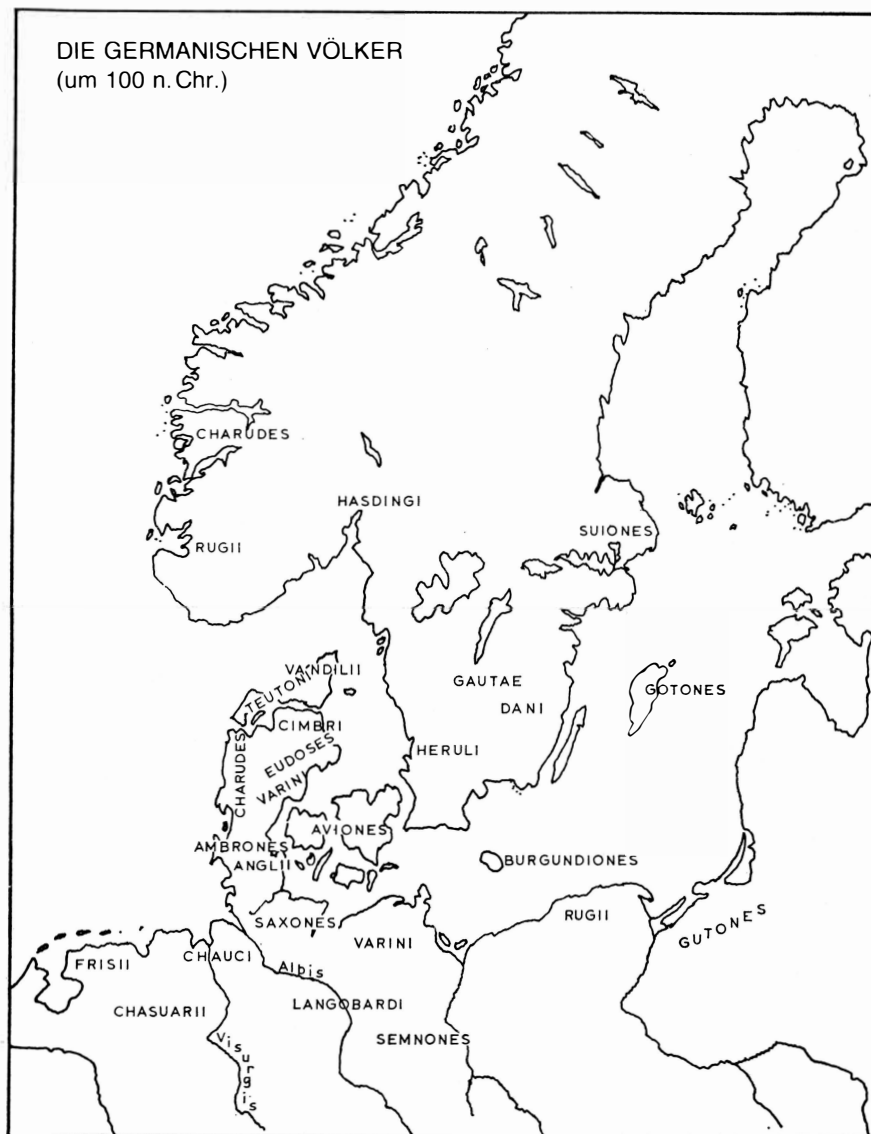 DIE GERMANISCHEN VÖLKER
(um 100 n. Chr.)
CHARUDES
HASDINGI
SUIONES
RUGII
VANDILII
TEUTONI
GAUTAE
GOTONES
DANI
CIMBRI
HERULI
EUDOSES
CHARUDES
VARINI
AVIONES
AMBRONES
ANGLII
BURGUNDIONES
SAXONES
RUGII
GUTONES
VARINI
CHAUCI
FRISII
Albis
LANGOBARDI
CHASUARII
SEMNONES
Visurgis